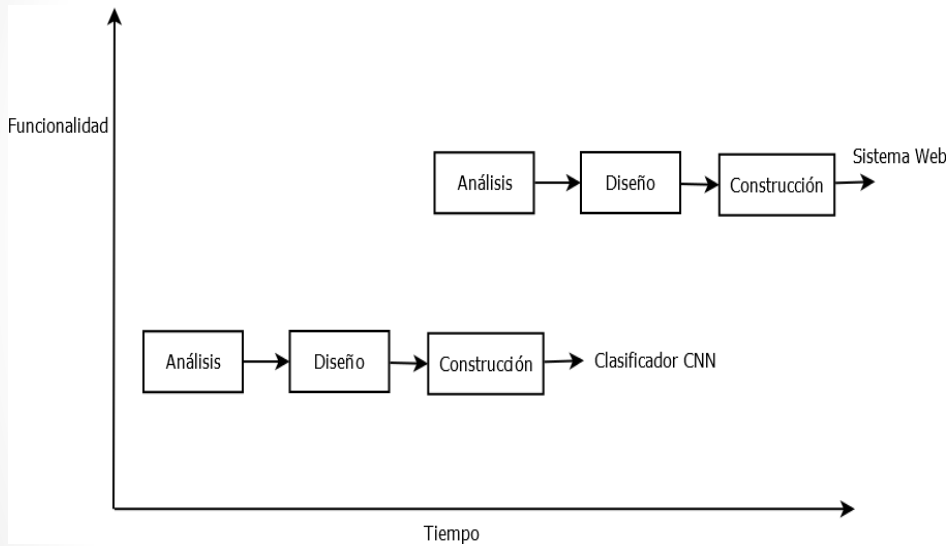 Funcionalidad
Sistema Web
Análisis
Diseño
Construcción
Análisis
Diseño
Construcción
Clasificador CNN
Tiempo